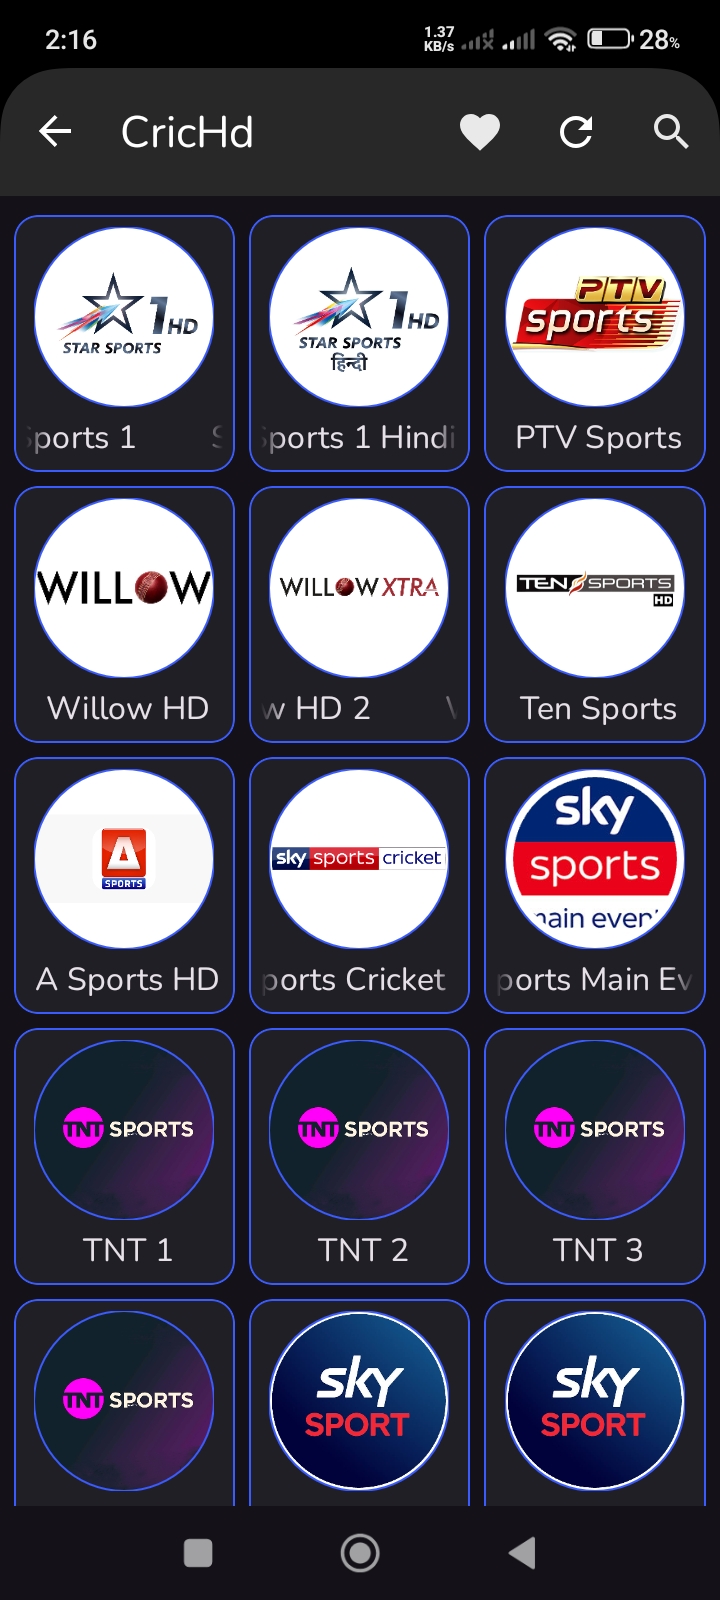 2:16
1.37
KB/s
28%
CricHd
1HD
STAR SPORTS
1HD
STAR SPORTS
हिन्दी
PTV
sports
Sports 1 S
Sports 1 Hindi
PTV Sports
WILLOW
WILLOW XTRA
TEN SPORTS
HD
Willow HD
w HD 2
Ten Sports
A
SPORTS
sky sports cricket
sky
sports
main even
A Sports HD
ports Cricket
ports Main Ev
TNT SPORTS
TNT SPORTS
TNT SPORTS
TNT 1
TNT 2
TNT 3
TNT SPORTS
sky
SPORT
sky
SPORT